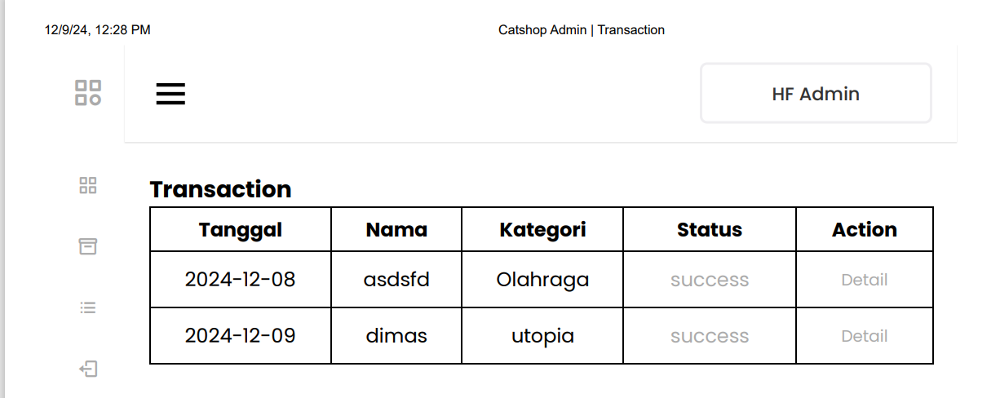 12/9/24, 12:28 PM Catshop Admin | Transaction
HF Admin
Transaction
Tanggal Nama Kategori Status Action
2024-12-08 asdsfd Olahraga success Detail
2024-12-09 dimas utopia success Detail